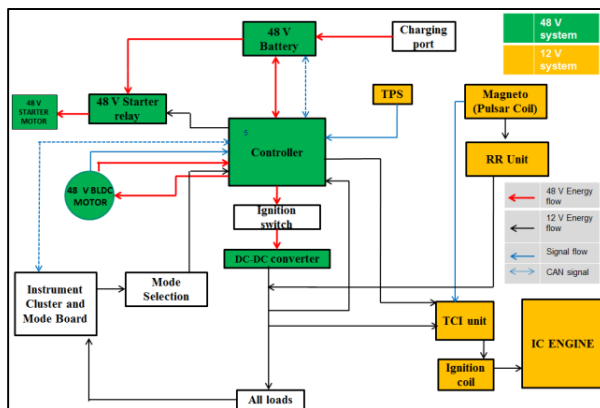 48 V
Battery
Charging
port
48 V
system
12 V
system
48 V
STARTER
MOTOR
48 V Starter
relay
TPS
Magneto
(Pulsar Coil)
5
Controller
RR Unit
48 V BLDC
MOTOR
Ignition
switch
48 V Energy
flow
12 V Energy
flow
Signal flow
CAN signal
DC-DC converter
Instrument
Cluster and
Mode Board
Mode
Selection
TCI unit
IC ENGINE
Ignition
coil
All loads